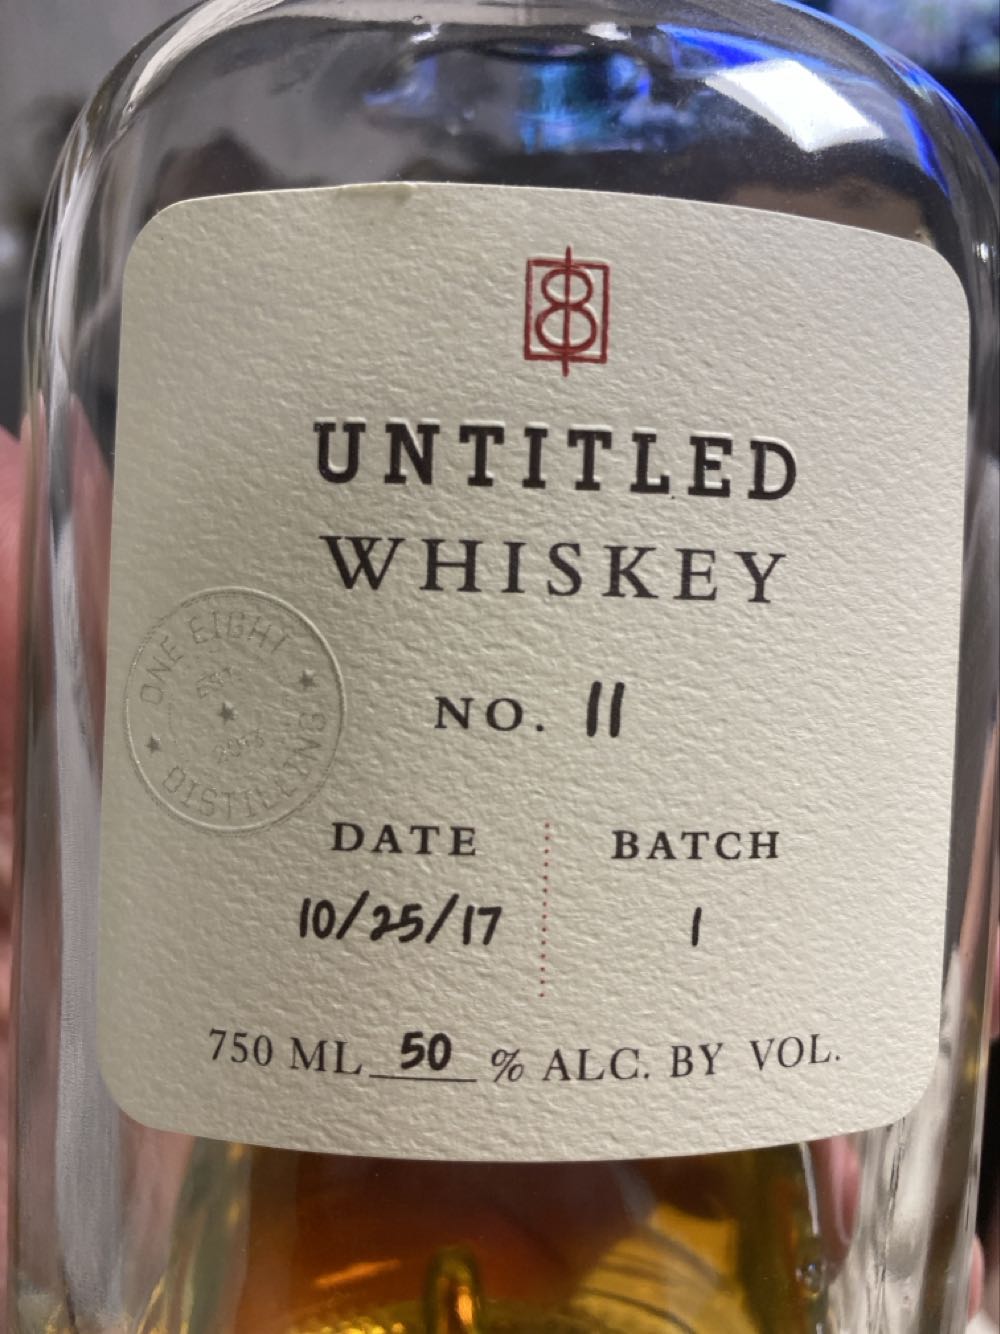 8
UNTITLED
WHISKEY
NO. 11
ONE EIGHT
DISTILLING
DATE
10/25/17
BATCH
1
750 ML 50 % ALC. BY VOL.